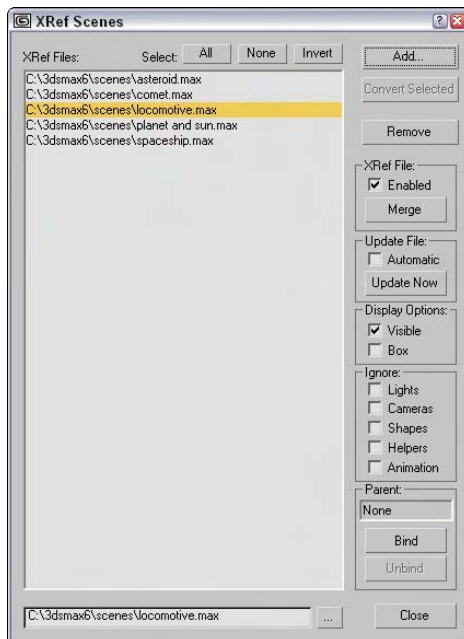 XRef Scenes
XRef Files:
Select:
All
None
Invert
C:\3dsmax6\scenes\asteroid.max
C:\3dsmax6\scenes\comet.max
C:\3dsmax6\scenes\locomotive.max
C:\3dsmax6\scenes\planet and sun.max
C:\3dsmax6\scenes\spaceship.max
Add...
Convert Selected
Remove
XRef File:
Enabled
Merge
Update File:
Automatic
Update Now
Display Options:
Visible
Box
Ignore:
Lights
Cameras
Shapes
Helpers
Animation
Parent:
None
Bind
Unbind
C:\3dsmax6\scenes\locomotive.max
...
Close